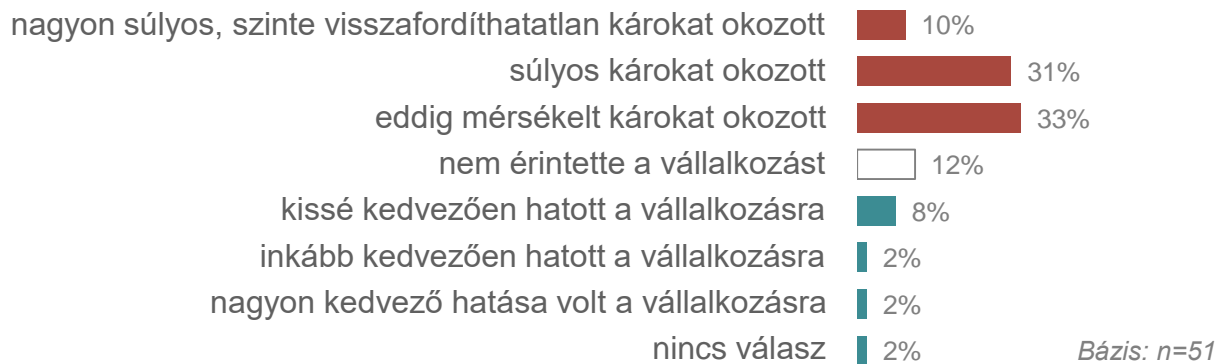 nagyon súlyos, szinte visszafordíthatatlan károkat okozott 10%
súlyos károkat okozott 31%
eddig mérsékelt károkat okozott 33%
nem érintette a vállalkozást 12%
kissé kedvezően hatott a vállalkozásra 8%
inkább kedvezően hatott a vállalkozásra 2%
nagyon kedvező hatása volt a vállalkozásra 2%
nincs válasz 2% Bázis: n=51